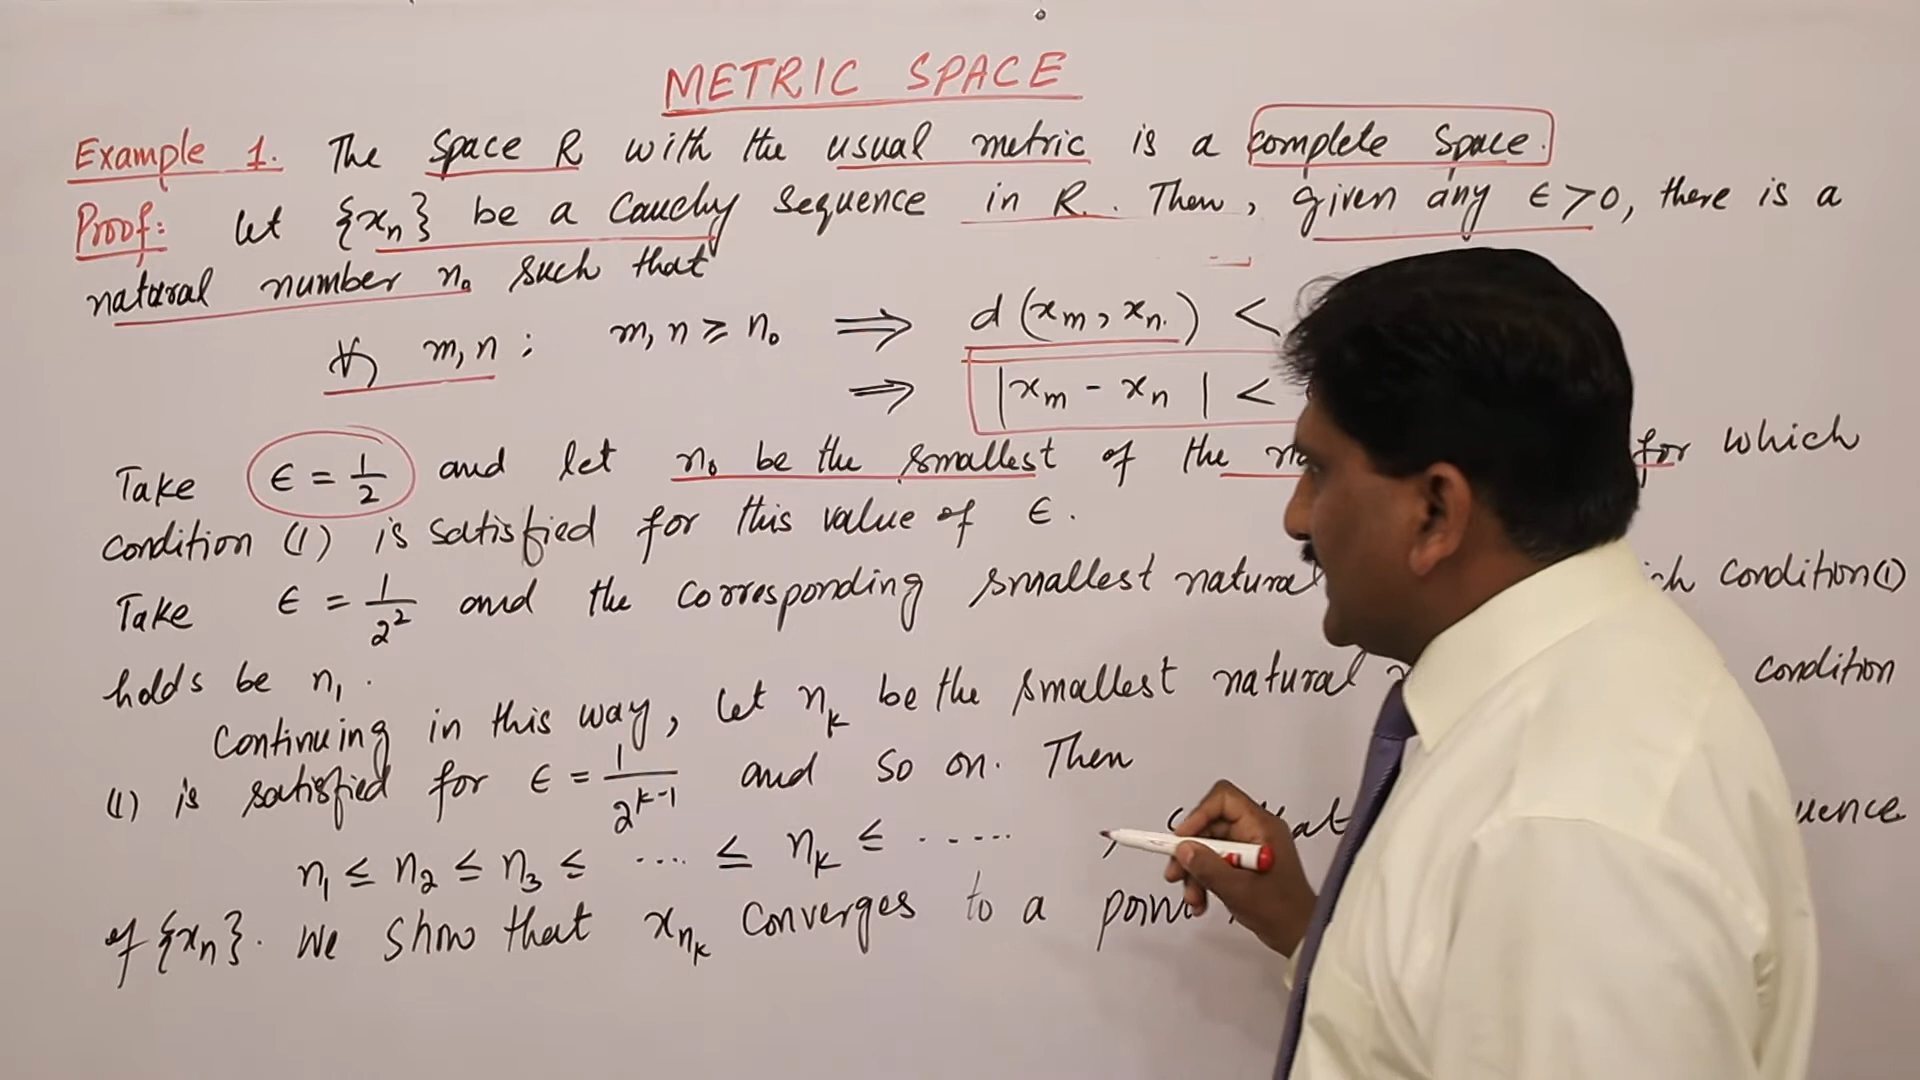 METRIC SPACE
Example 1. The space R with the usual metric is a complete space.
Proof: Let {xₙ} be a Cauchy sequence in R. Then, given any ϵ>0, there is a
natural number n₀ such that
∀ m,n ; m,n ≥ n₀ ⟹ d(xₘ, xₙ) <
⟹ |xₘ - xₙ| <
Take ϵ = 1/2 and let n₀ be the smallest of the for which
condition (1) is satisfied for this value of ϵ.
Take ϵ = 1/2² and the corresponding smallest natural condition (1)
holds be n₁.
Continuing in this way, let nₖ be the smallest natural condition
(1) is satisfied for ϵ = 1/2ᵏ⁻¹ and so on. Then
n₁ ≤ n₂ ≤ n₃ ≤ .... ≤ nₖ ≤ ......,
of {xₙ}. We show that x_{nₖ} converges to a point